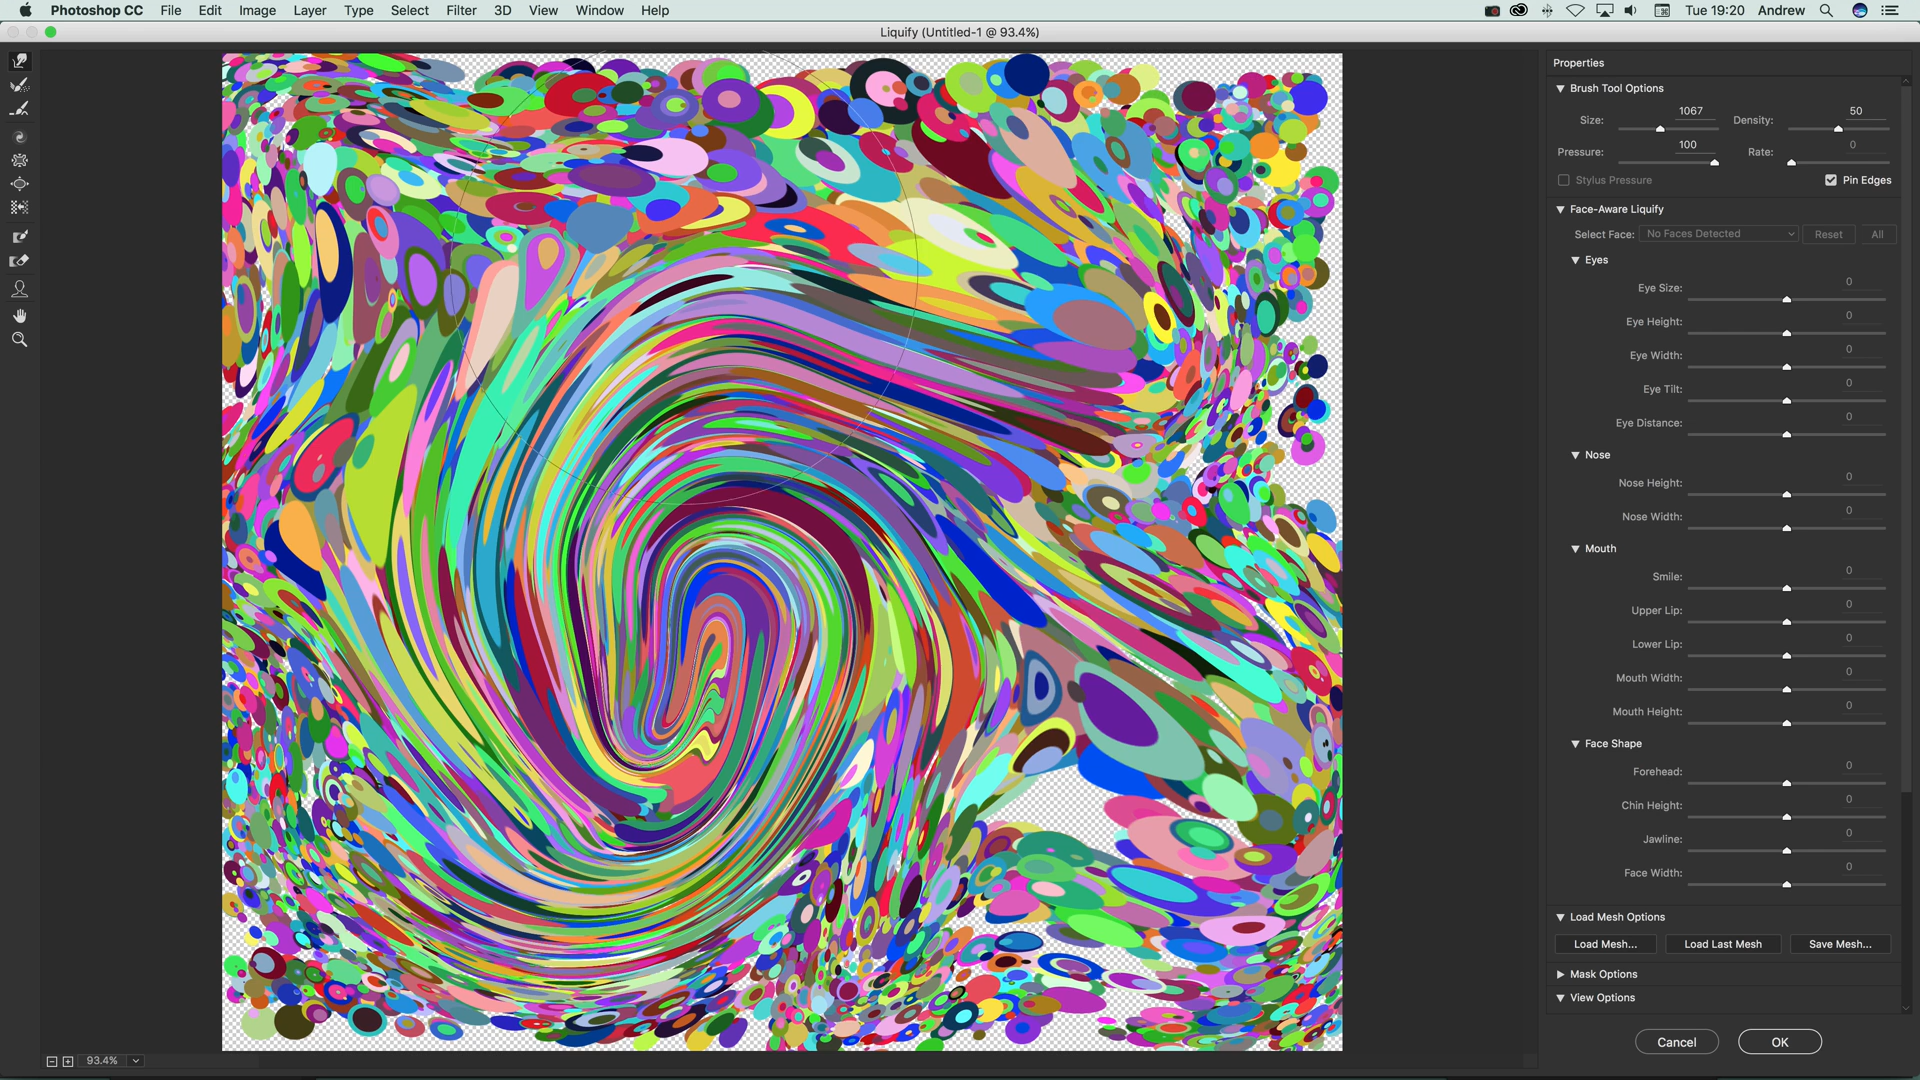 Photoshop CC File Edit Image Layer Type Select Filter 3D View Window Help Tue 19:20 Andrew
Liquify (Untitled-1 @ 93.4%)
Properties
Brush Tool Options
Size: 1067 Density: 50
Pressure: 100 Rate: 0
Stylus Pressure Pin Edges
Face-Aware Liquify
Select Face: No Faces Detected Reset All
Eyes
Eye Size: 0
Eye Height: 0
Eye Width: 0
Eye Tilt: 0
Eye Distance: 0
Nose
Nose Height: 0
Nose Width: 0
Mouth
Smile: 0
Upper Lip: 0
Lower Lip: 0
Mouth Width: 0
Mouth Height: 0
Face Shape
Forehead: 0
Chin Height: 0
Jawline: 0
Face Width: 0
Load Mesh Options
Load Mesh... Load Last Mesh Save Mesh...
Mask Options
View Options
Cancel OK
93.4%